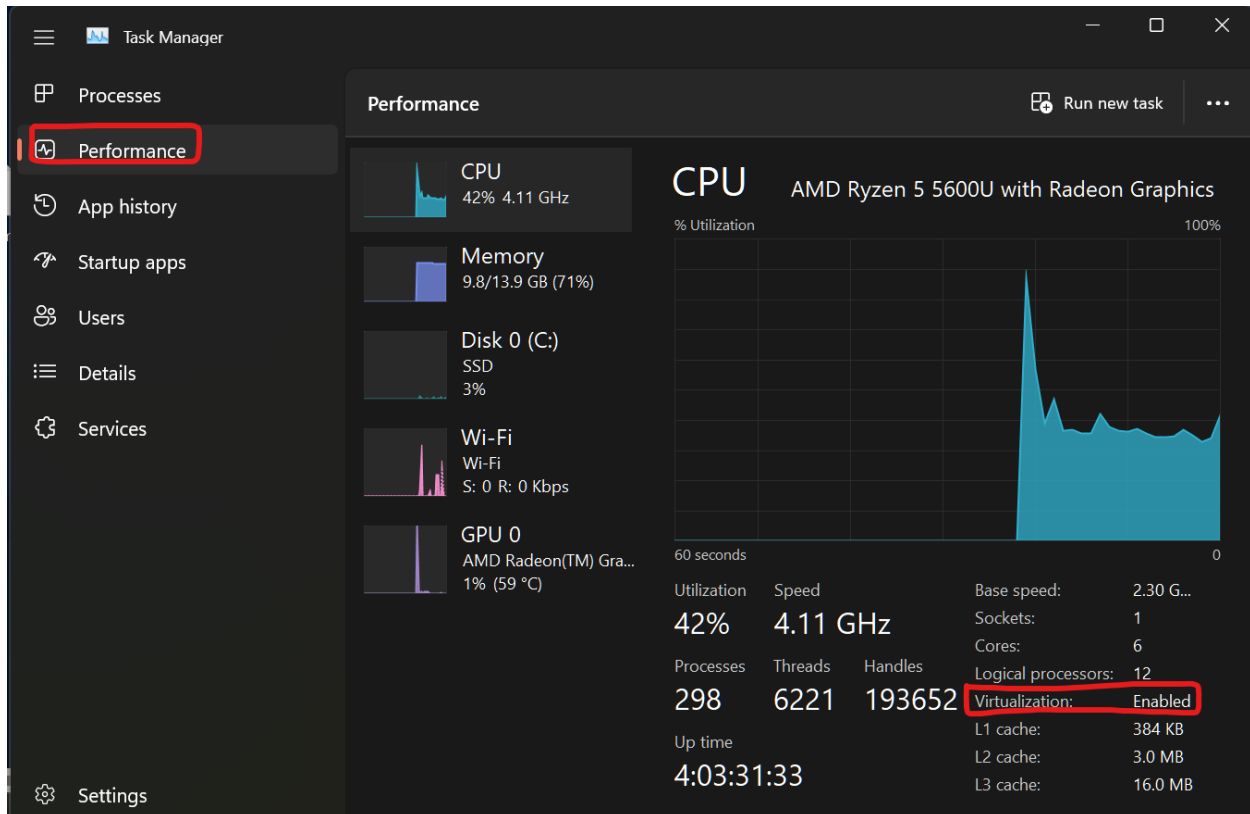 Task Manager
Processes
Performance
App history
Startup apps
Users
Details
Services
Settings
Performance
Run new task
CPU
42% 4.11 GHz
Memory
9.8/13.9 GB (71%)
Disk 0 (C:)
SSD
3%
Wi-Fi
Wi-Fi
S: 0 R: 0 Kbps
GPU 0
AMD Radeon(TM) Gra...
1% (59 °C)
CPU AMD Ryzen 5 5600U with Radeon Graphics
% Utilization 100%
60 seconds 0
Utilization Speed
42% 4.11 GHz
Processes Threads Handles
298 6221 193652
Up time
4:03:31:33
Base speed: 2.30 G...
Sockets: 1
Cores: 6
Logical processors: 12
Virtualization: Enabled
L1 cache: 384 KB
L2 cache: 3.0 MB
L3 cache: 16.0 MB